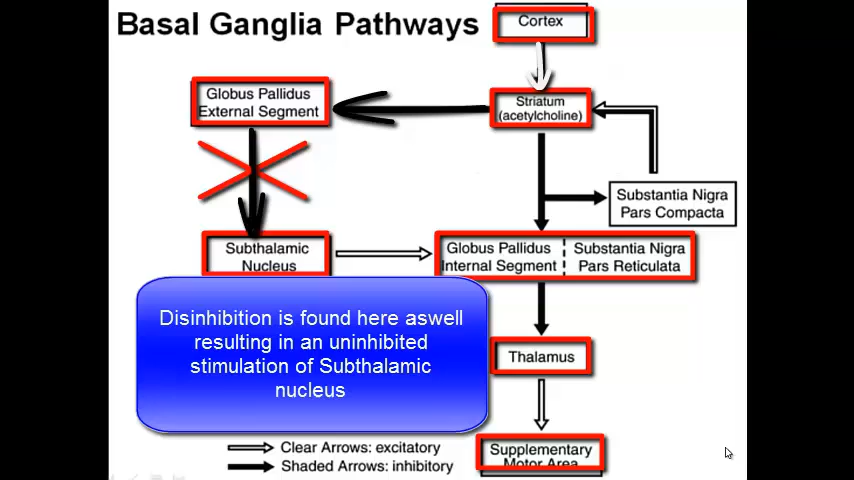 Basal Ganglia Pathways
Cortex
Globus Pallidus
External Segment
Striatum
(acetylcholine)
Substantia Nigra
Pars Compacta
Subthalamic
Nucleus
Globus Pallidus
Internal Segment
Substantia Nigra
Pars Reticulata
Disinhibition is found here aswell
resulting in an uninhibited
stimulation of Subthalamic
nucleus
Thalamus
Clear Arrows: excitatory
Shaded Arrows: inhibitory
Supplementary
Motor Area